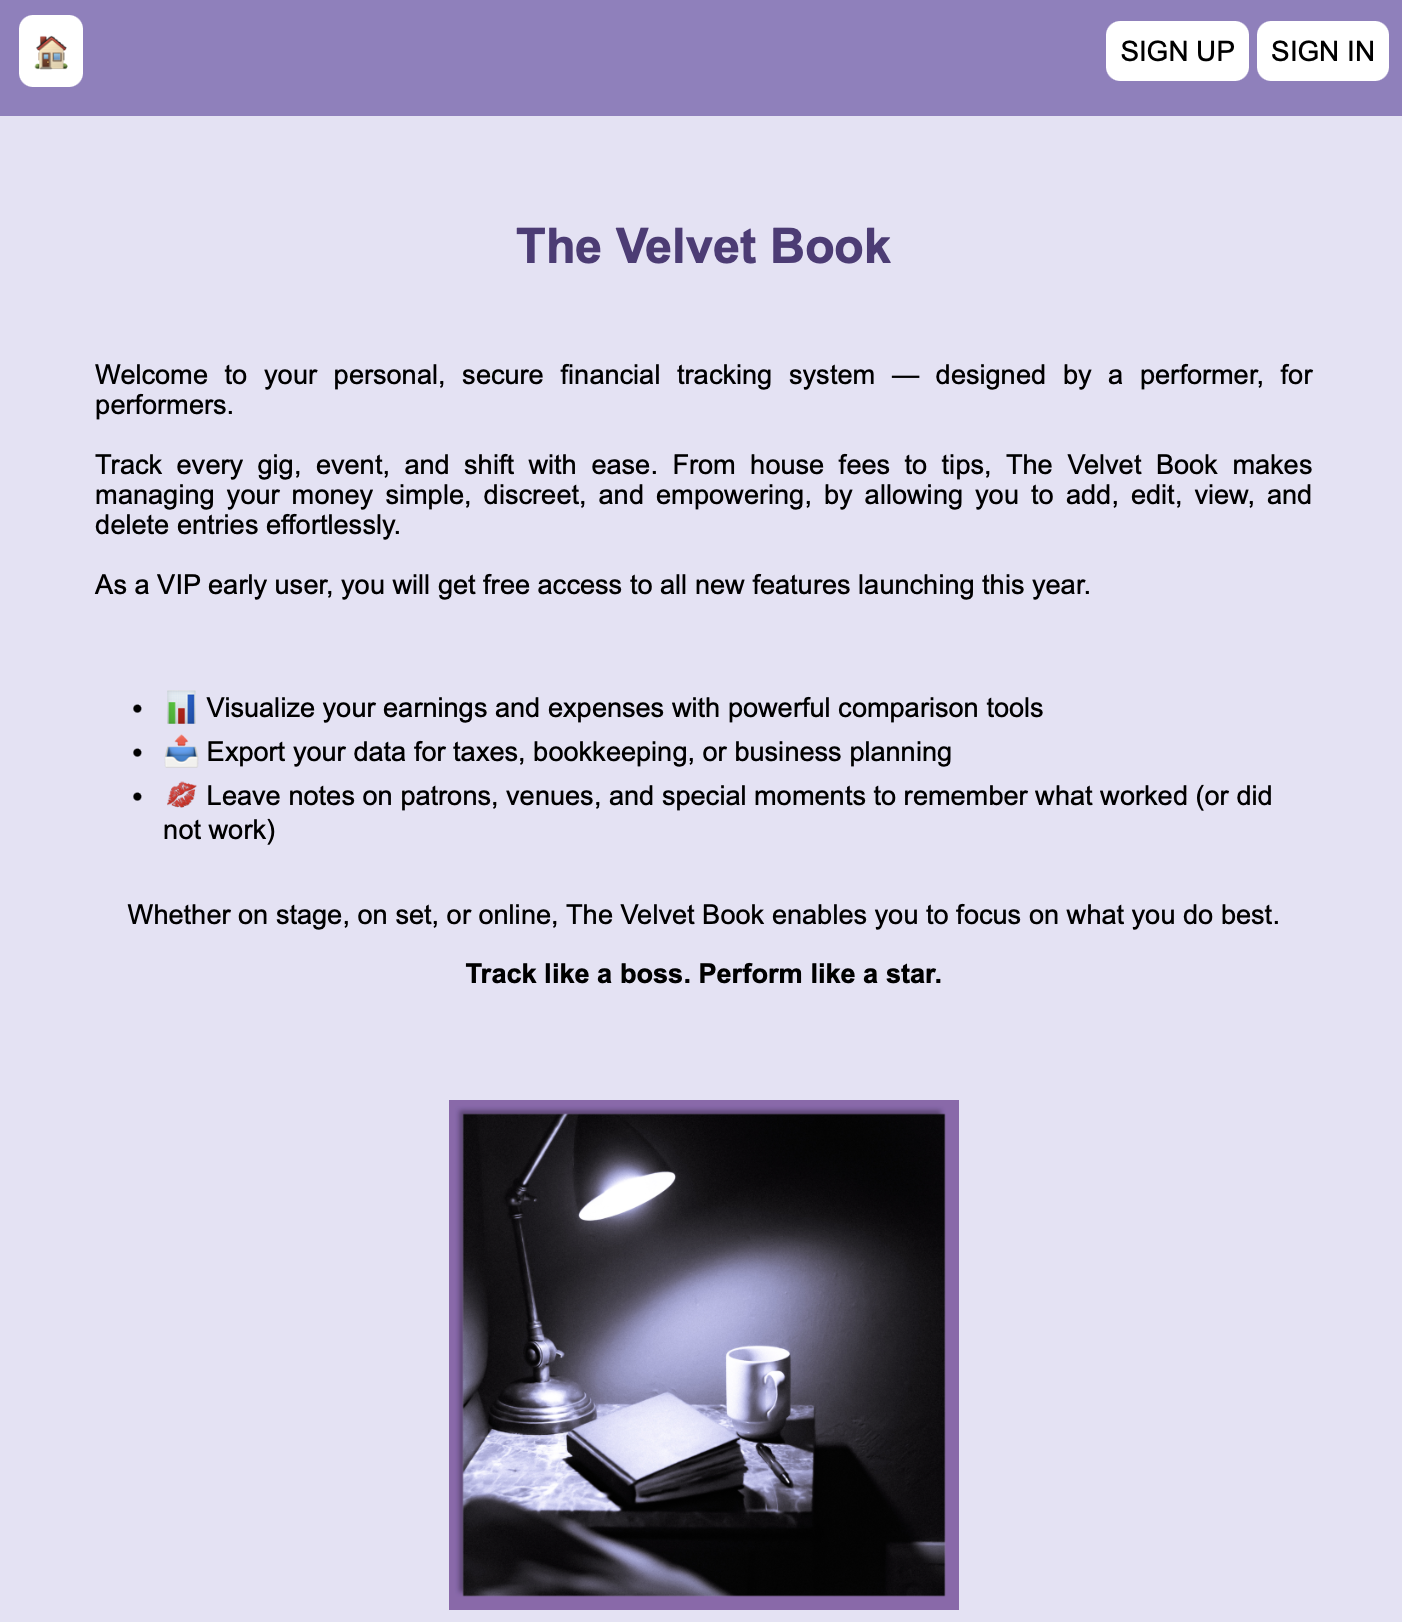 SIGN UP SIGN IN
The Velvet Book
Welcome to your personal, secure financial tracking system — designed by a performer, for
performers.
Track every gig, event, and shift with ease. From house fees to tips, The Velvet Book makes
managing your money simple, discreet, and empowering, by allowing you to add, edit, view, and
delete entries effortlessly.
As a VIP early user, you will get free access to all new features launching this year.
• 📊 Visualize your earnings and expenses with powerful comparison tools
• 📤 Export your data for taxes, bookkeeping, or business planning
• 💋 Leave notes on patrons, venues, and special moments to remember what worked (or did
not work)
Whether on stage, on set, or online, The Velvet Book enables you to focus on what you do best.
Track like a boss. Perform like a star.